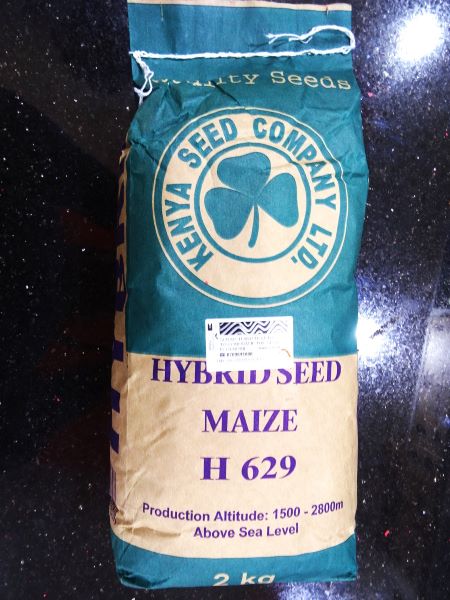 Quality Seeds
KENYA SEED COMPANY LTD.
HYBRID SEED
MAIZE
H 629
Production Altitude: 1500 - 2800m
Above Sea Level
2 kg